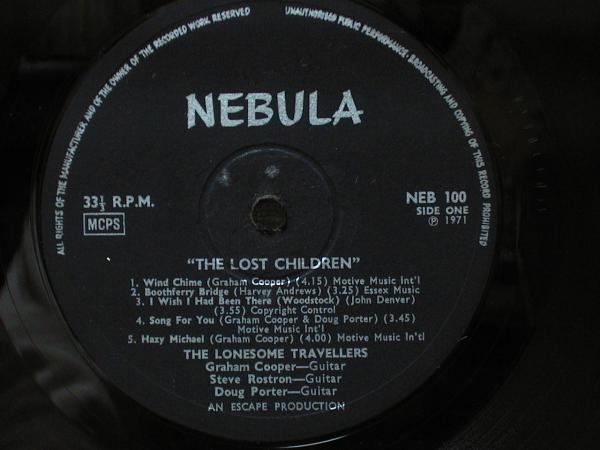 ALL RIGHTS OF THE MANUFACTURER, AND OF THE OWNER OF THE RECORDED WORK RESERVED
UNAUTHORISED PUBLIC PERFORMANCE, BROADCASTING AND COPYING OF THIS RECORD PROHIBITED
NEBULA
33⅓ R.P.M.
MCPS
NEB 100
SIDE ONE
℗ 1971
"THE LOST CHILDREN"
1. Wind Chime (Graham Cooper) (4.15) Motive Music Int'l
2. Boothferry Bridge (Harvey Andrews) (3.25) Essex Music
3. I Wish I Had Been There (Woodstock) (John Denver)
(3.55) Copyright Control
4. Song For You (Graham Cooper & Doug Porter) (3.45)
Motive Music Int'l
5. Hazy Michael (Graham Cooper) (4.00) Motive Music In'tl
THE LONESOME TRAVELLERS
Graham Cooper—Guitar
Steve Rostron—Guitar
Doug Porter—Guitar
AN ESCAPE PRODUCTION